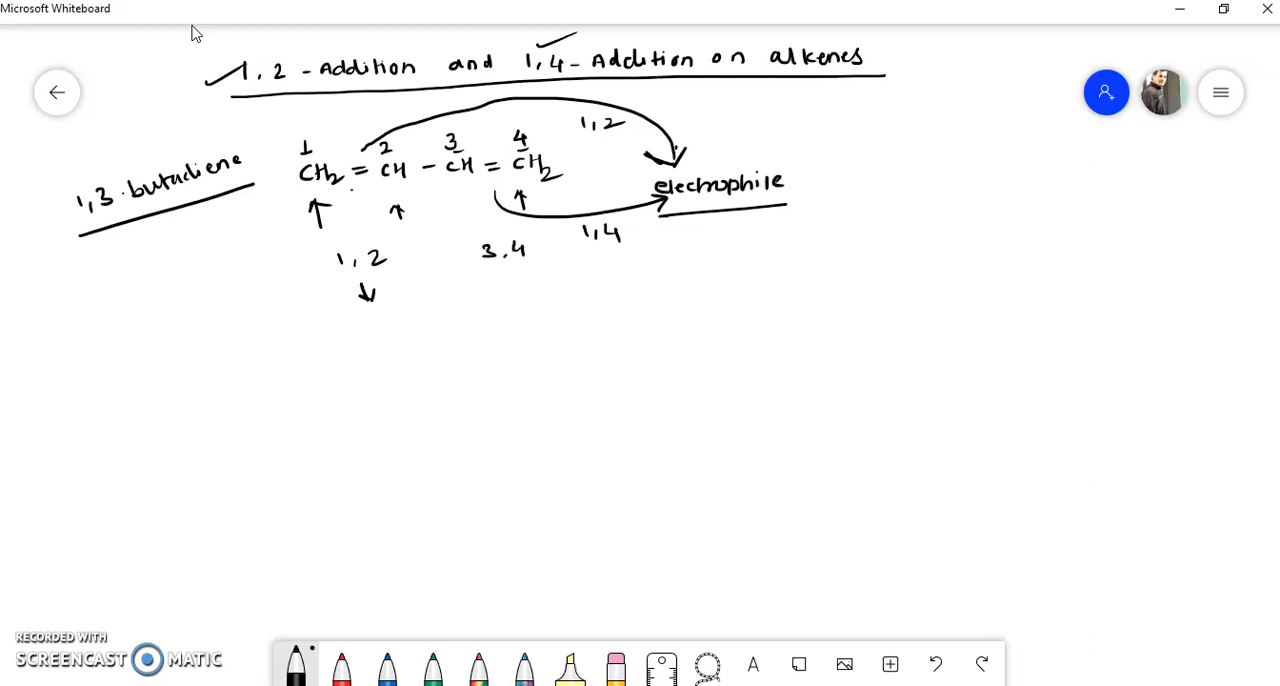 Microsoft Whiteboard
1,2 - Addition and 1,4 - Addition on alkenes
1,2
1 2 3 4
CH2 = CH - CH = CH2
1,3.butadiene
electrophile
1,4
1,2
3.4
RECORDED WITH
SCREENCAST MATIC
A